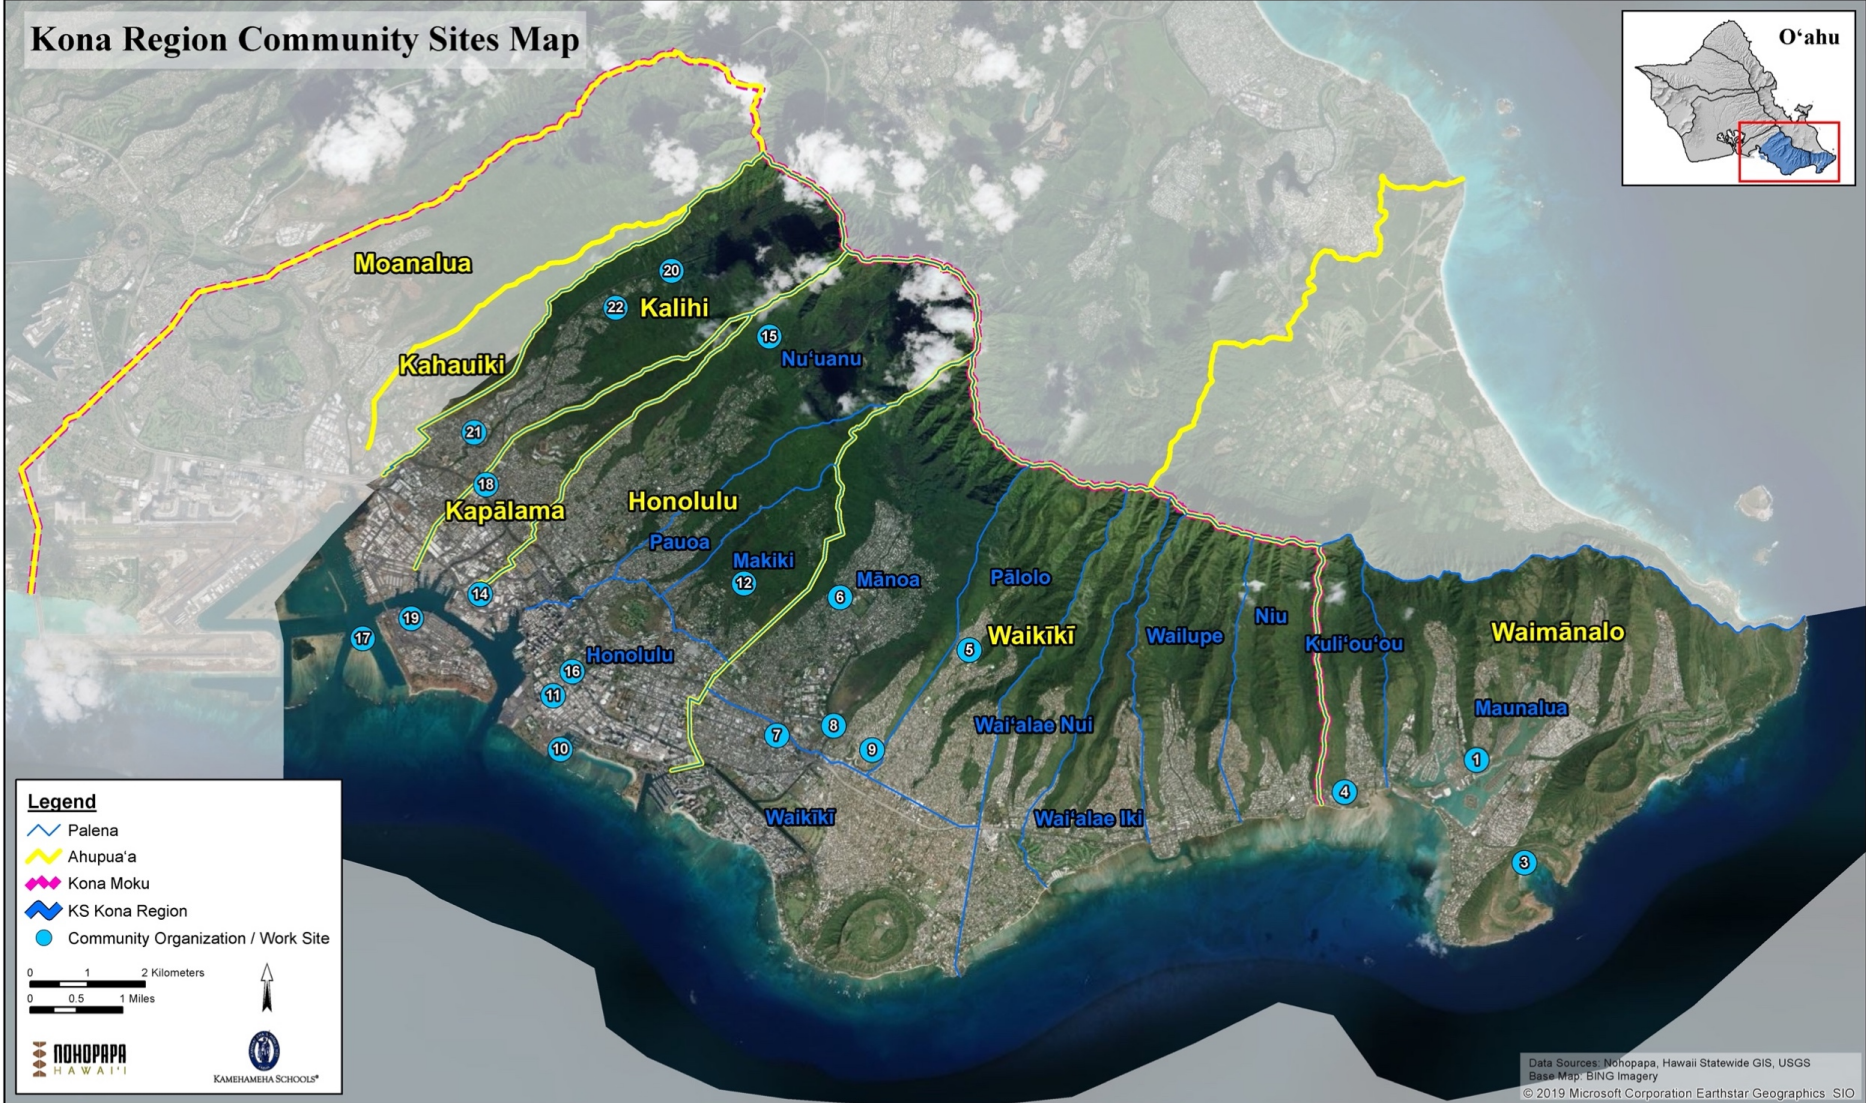 Kona Region Community Sites Map
Oʻahu
Moanalua
20
22
Kalihi
15
Nuʻuanu
Kahauiki
21
18
Kapālama
Honolulu
Pauoa
Makiki
12
Mānoa
6
Pālolo
14
19
17
Honolulu
16
11
10
5
Waikīkī
Wailupe
Niu
Kuliʻouʻou
Waimānalo
Maunalua
7
8
9
Waiʻalae Nui
1
4
Waikīkī
Waiʻalae Iki
3
Legend
Palena
Ahupuaʻa
Kona Moku
KS Kona Region
Community Organization / Work Site
0 1 2 Kilometers
0 0.5 1 Miles
NOHOPAPA
HAWAIʻI
KAMEHAMEHA SCHOOLS®
Data Sources: Nohopapa, Hawaii Statewide GIS, USGS
Base Map: BING Imagery
© 2019 Microsoft Corporation Earthstar Geographics SIO